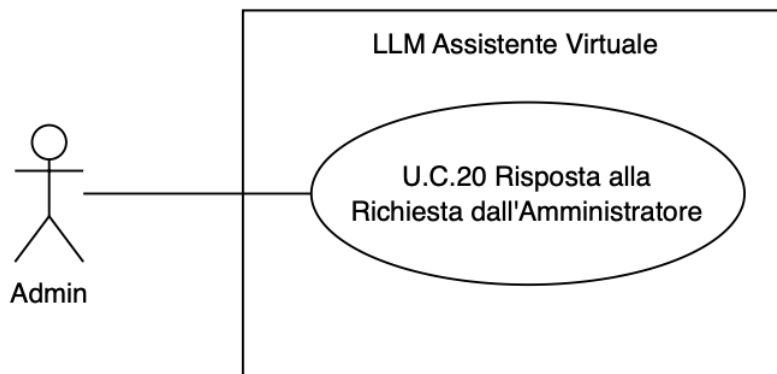 LLM Assistente Virtuale
U.C.20 Risposta alla
Richiesta dall'Amministratore
Admin